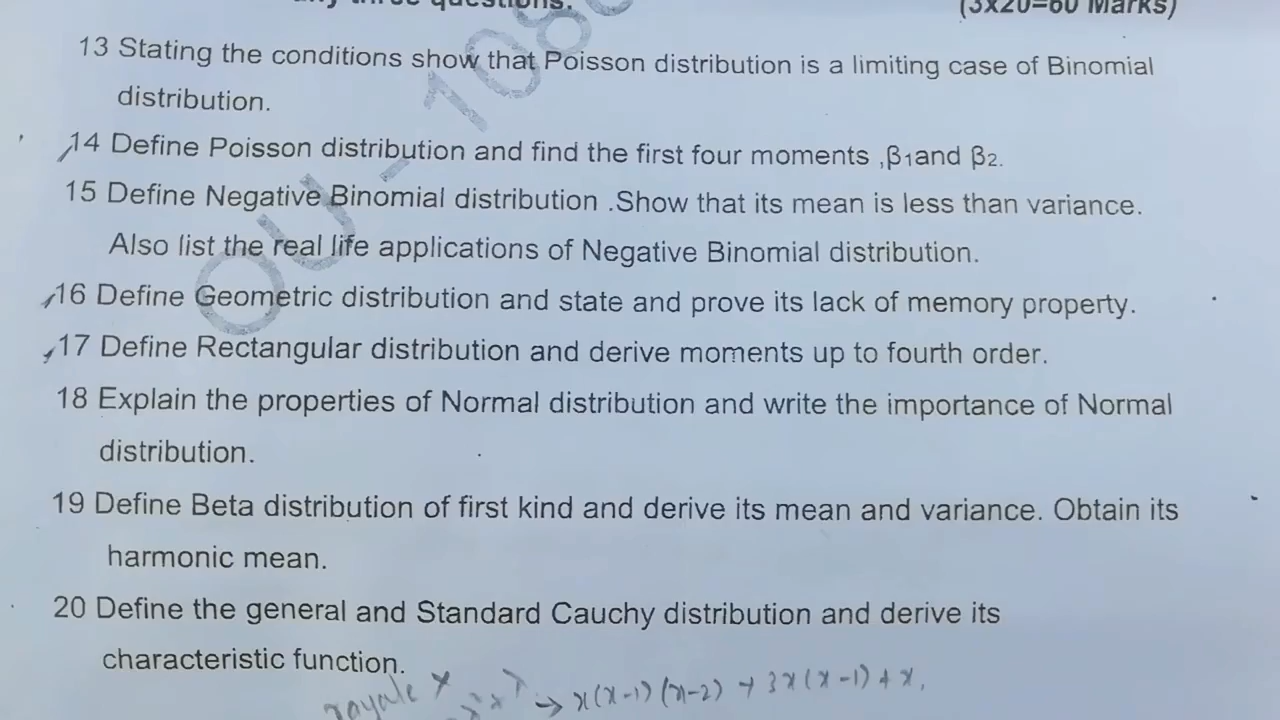 any three questions.
(3x20=60 Marks)
13 Stating the conditions show that Poisson distribution is a limiting case of Binomial
distribution.
14 Define Poisson distribution and find the first four moments ,β1and β2.
15 Define Negative Binomial distribution .Show that its mean is less than variance.
Also list the real life applications of Negative Binomial distribution.
16 Define Geometric distribution and state and prove its lack of memory property.
17 Define Rectangular distribution and derive moments up to fourth order.
18 Explain the properties of Normal distribution and write the importance of Normal
distribution.
19 Define Beta distribution of first kind and derive its mean and variance. Obtain its
harmonic mean.
20 Define the general and Standard Cauchy distribution and derive its
characteristic function.
→ x(x-1)(x-2) + 3x(x-1) + x.
OU - 108